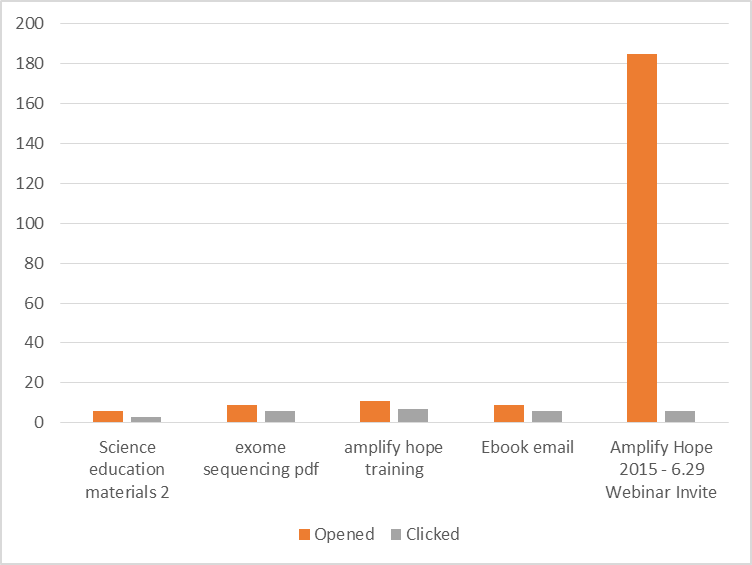 200
180
160
140
120
100
80
60
40
20
0
Science
education
materials 2
exome
sequencing pdf
amplify hope
training
Ebook email
Amplify Hope
2015 - 6.29
Webinar Invite
Opened
Clicked